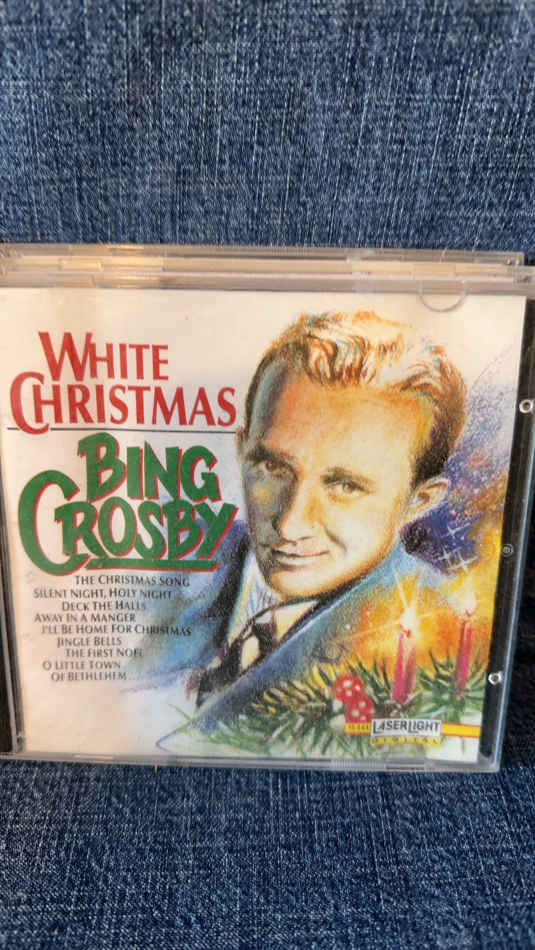 WHITE
CHRISTMAS
BING
CROSBY
THE CHRISTMAS SONG
SILENT NIGHT, HOLY NIGHT
DECK THE HALLS
AWAY IN A MANGER
I'LL BE HOME FOR CHRISTMAS
JINGLE BELLS
THE FIRST NOEL
O LITTLE TOWN
OF BETHLEHEM...
LASERLIGHT
DIGITAL